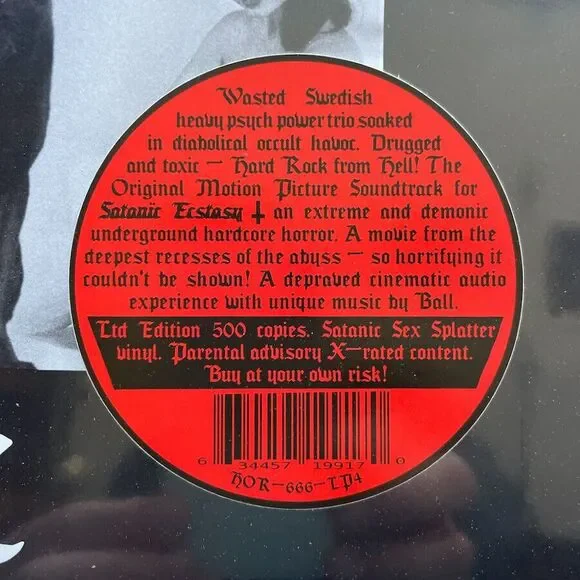 Wasted Swedish
heavy psych power trio soaked
in diabolical occult havoc. Drugged
and toxic – Hard Rock from Hell! The
Original Motion Picture Soundtrack for
Satanic Ecstasy † an extreme and demonic
underground hardcore horror. A movie from the
deepest recesses of the abyss – so horrifying it
couldn't be shown! A depraved cinematic audio
experience with unique music by Ball.
Ltd Edition 500 copies. Satanic Sex Splatter
vinyl. Parental advisory X-rated content.
Buy at your own risk!
6 34457 19917 0
HOR-666-LP4